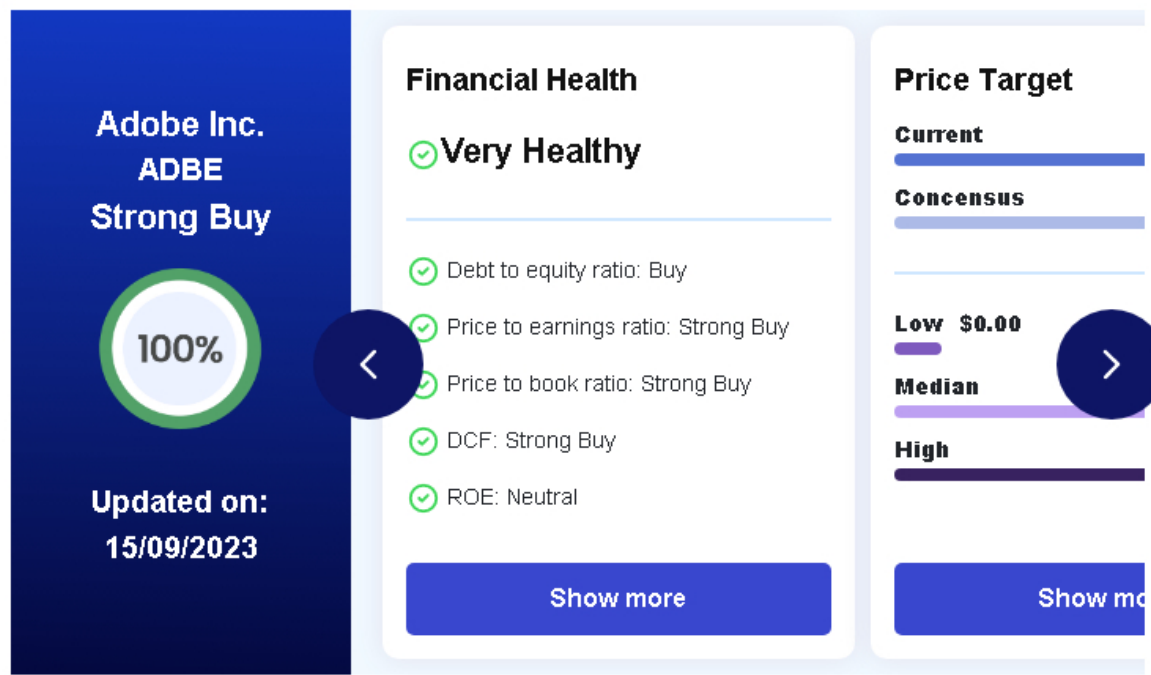 Adobe Inc.
ADBE
Strong Buy
100%
Updated on:
15/09/2023
Financial Health
Very Healthy
Debt to equity ratio: Buy
Price to earnings ratio: Strong Buy
Price to book ratio: Strong Buy
DCF: Strong Buy
ROE: Neutral
Show more
Price Target
Current
Concensus
Low $0.00
Median
High
Show